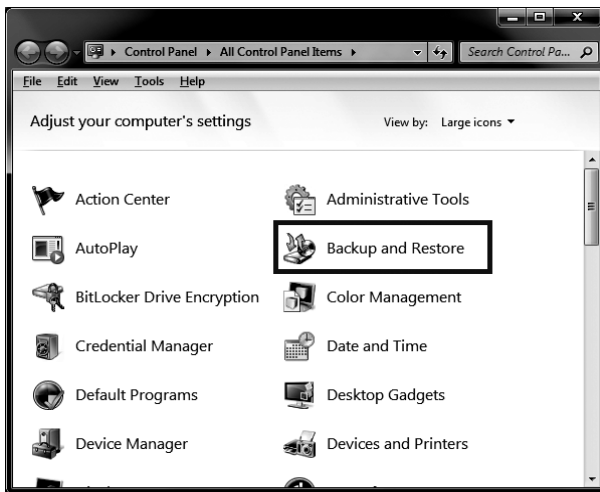 Control Panel ▸ All Control Panel Items ▸ Search Control Pa...
File Edit View Tools Help
Adjust your computer's settings View by: Large icons ▼
Action Center Administrative Tools
AutoPlay Backup and Restore
BitLocker Drive Encryption Color Management
Credential Manager Date and Time
Default Programs Desktop Gadgets
Device Manager Devices and Printers